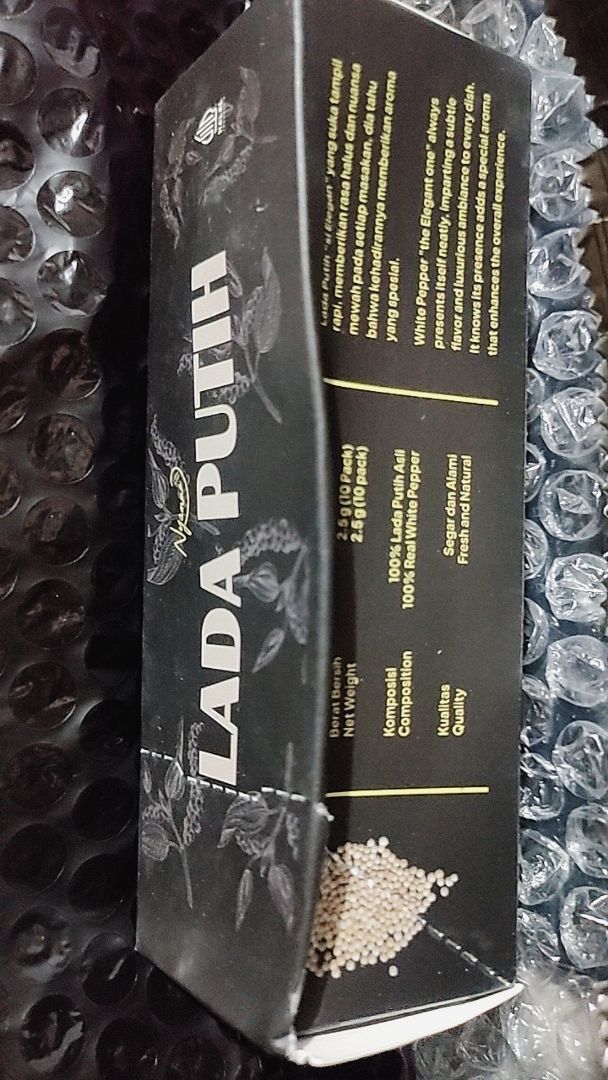 LADA PUTIH
Berat Bersih
Net Weight
2.5 g (10 Pack)
2.5 g (10 pack)
Komposisi
Composition
100% Lada Putih Asli
100% Real White Pepper
Kualitas
Quality
Segar dan Alami
Fresh and Natural
Lada Putih "si Elegan" yang suka tampil
rapi, memberikan rasa halus dan nuansa
mewah pada setiap masakan. dia tahu
bahwa kehadirannya memberikan aroma
yang spesial.
White Pepper "the Elegant one" always
presents itself neatly, imparting a subtle
flavor and luxurious ambiance to every dish.
It knows its presence adds a special aroma
that enhances the overall experience.